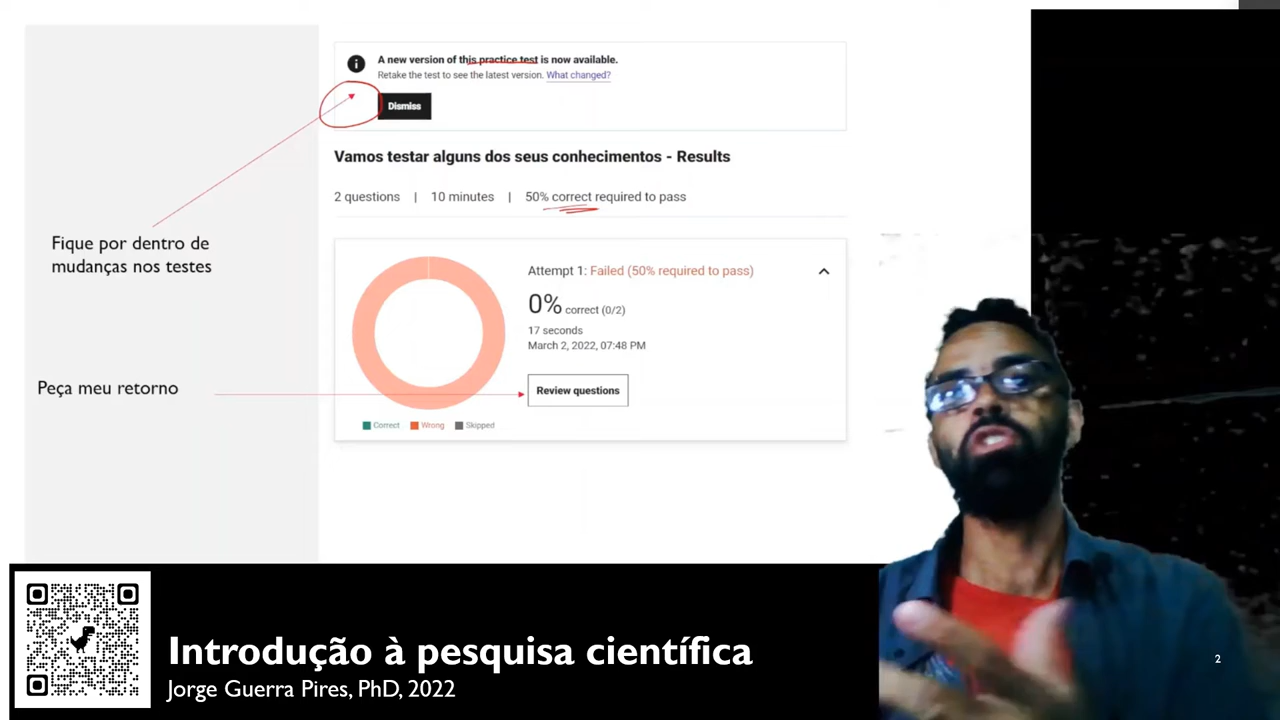 A new version of this practice test is now available.
Retake the test to see the latest version. What changed?
Dismiss
Vamos testar alguns dos seus conhecimentos - Results
2 questions | 10 minutes | 50% correct required to pass
Fique por dentro de
mudanças nos testes
Attempt 1: Failed (50% required to pass)
0% correct (0/2)
17 seconds
March 2, 2022, 07:48 PM
Peça meu retorno
Review questions
Correct Wrong Skipped
Introdução à pesquisa científica
Jorge Guerra Pires, PhD, 2022
2